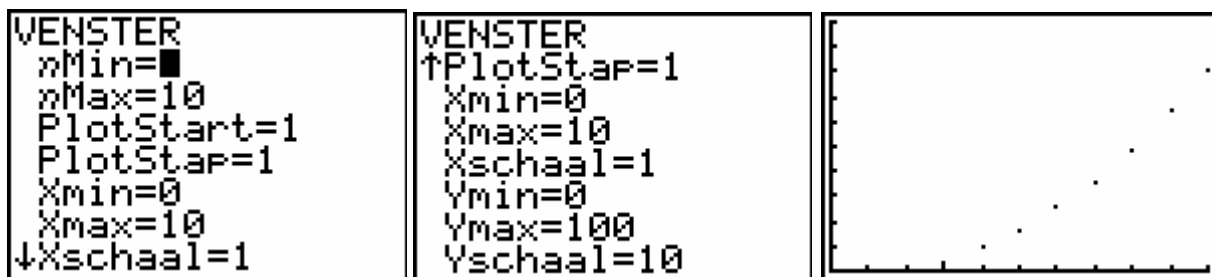 VENSTER
nMin=
nMax=10
PlotStart=1
PlotStap=1
Xmin=0
Xmax=10
↓Xschaal=1
VENSTER
↑PlotStap=1
Xmin=0
Xmax=10
Xschaal=1
Ymin=0
Ymax=100
Yschaal=10